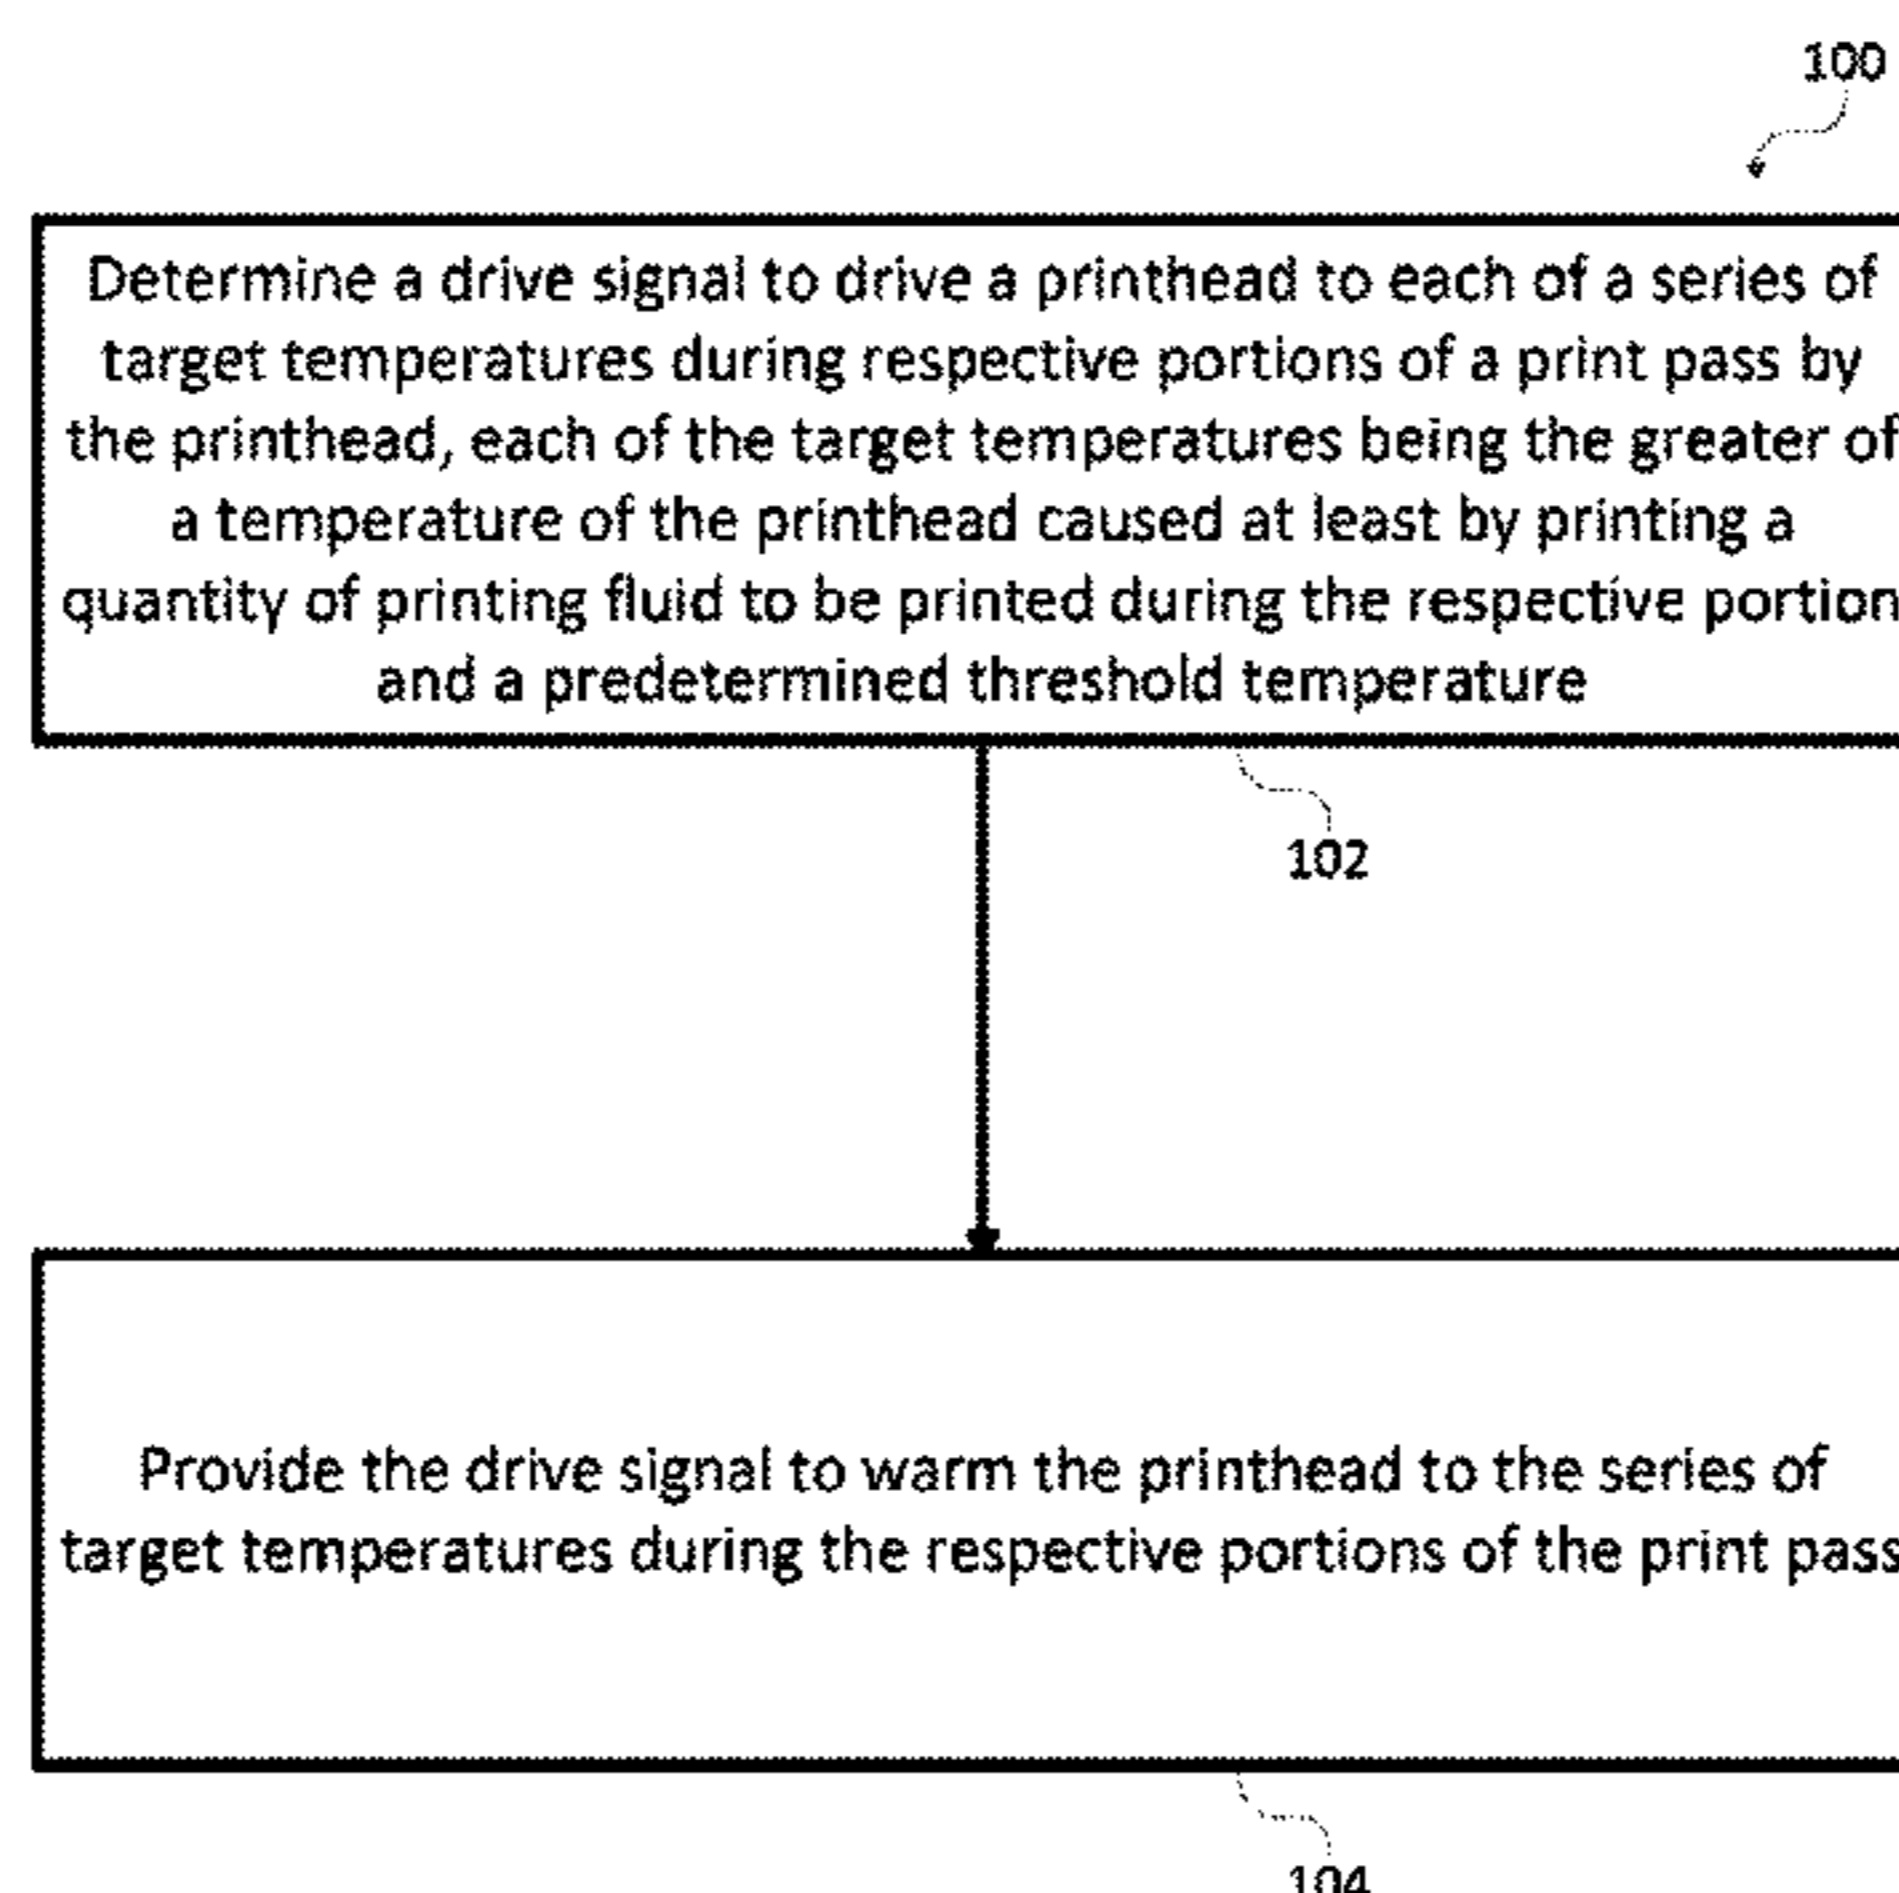 100
Determine a drive signal to drive a printhead to each of a series of
target temperatures during respective portions of a print pass by
the printhead, each of the target temperatures being the greater of
a temperature of the printhead caused at least by printing a
quantity of printing fluid to be printed during the respective portion
and a predetermined threshold temperature
102
Provide the drive signal to warm the printhead to the series of
target temperatures during the respective portions of the print pass
104